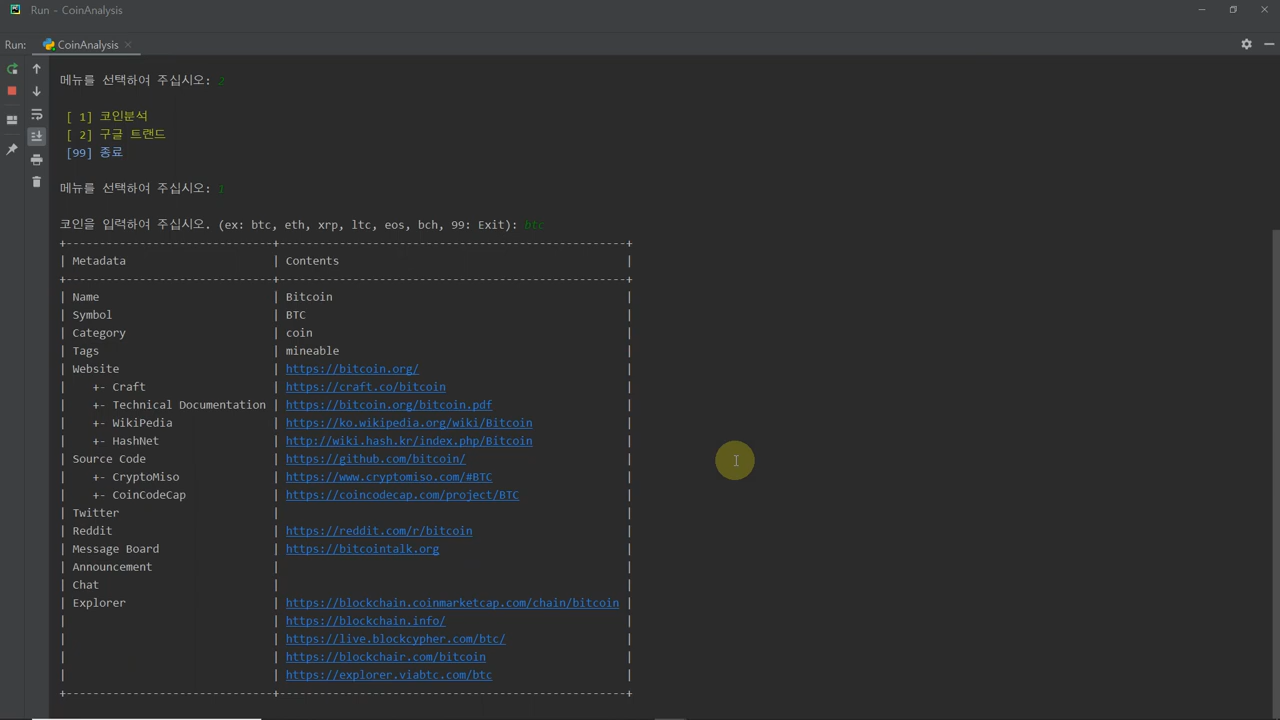 Run - CoinAnalysis
Run: CoinAnalysis
메뉴를 선택하여 주십시오: 2
[ 1] 코인분석
[ 2] 구글 트랜드
[99] 종료
메뉴를 선택하여 주십시오: 1
코인을 입력하여 주십시오. (ex: btc, eth, xrp, ltc, eos, bch, 99: Exit): btc
+-------------------------------+----------------------------------------------------+
| Metadata | Contents |
+-------------------------------+----------------------------------------------------+
| Name | Bitcoin |
| Symbol | BTC |
| Category | coin |
| Tags | mineable |
| Website | https://bitcoin.org/ |
| +- Craft | https://craft.co/bitcoin |
| +- Technical Documentation | https://bitcoin.org/bitcoin.pdf |
| +- WikiPedia | https://ko.wikipedia.org/wiki/Bitcoin |
| +- HashNet | http://wiki.hash.kr/index.php/Bitcoin |
| Source Code | https://github.com/bitcoin/ |
| +- CryptoMiso | https://www.cryptomiso.com/#BTC |
| +- CoinCodeCap | https://coincodecap.com/project/BTC |
| Twitter | |
| Reddit | https://reddit.com/r/bitcoin |
| Message Board | https://bitcointalk.org |
| Announcement | |
| Chat | |
| Explorer | https://blockchain.coinmarketcap.com/chain/bitcoin |
| | https://blockchain.info/ |
| | https://live.blockcypher.com/btc/ |
| | https://blockchair.com/bitcoin |
| | https://explorer.viabtc.com/btc |
+-------------------------------+----------------------------------------------------+